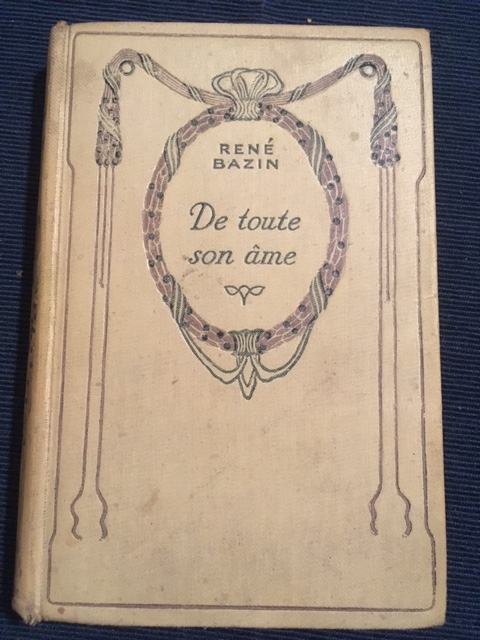 RENÉ
BAZIN
De toute
son âme